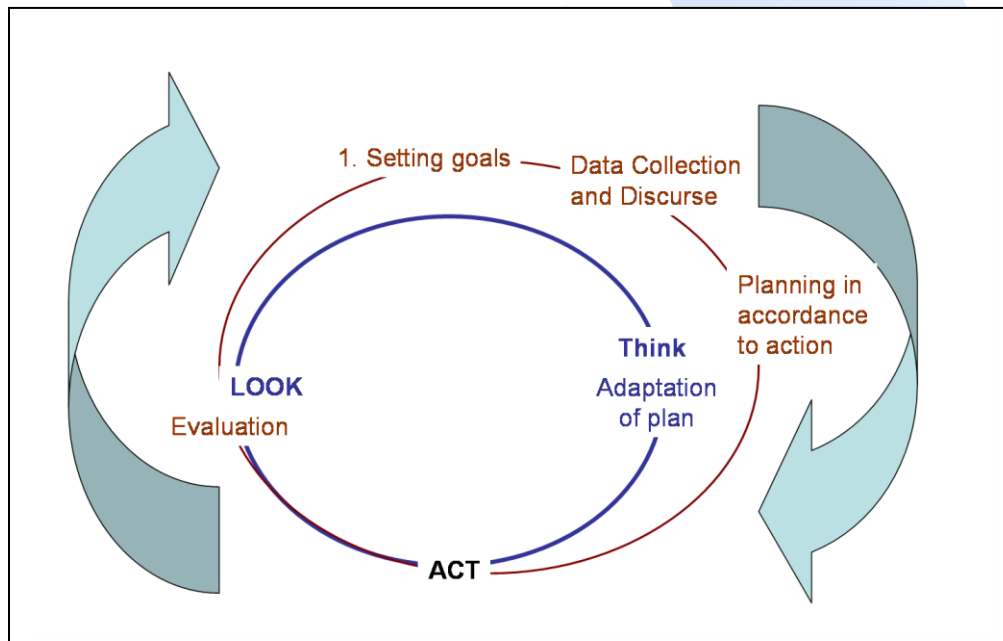 1. Setting goals
Data Collection
and Discurse
Planning in
accordance
to action
Think
Adaptation
of plan
LOOK
Evaluation
ACT